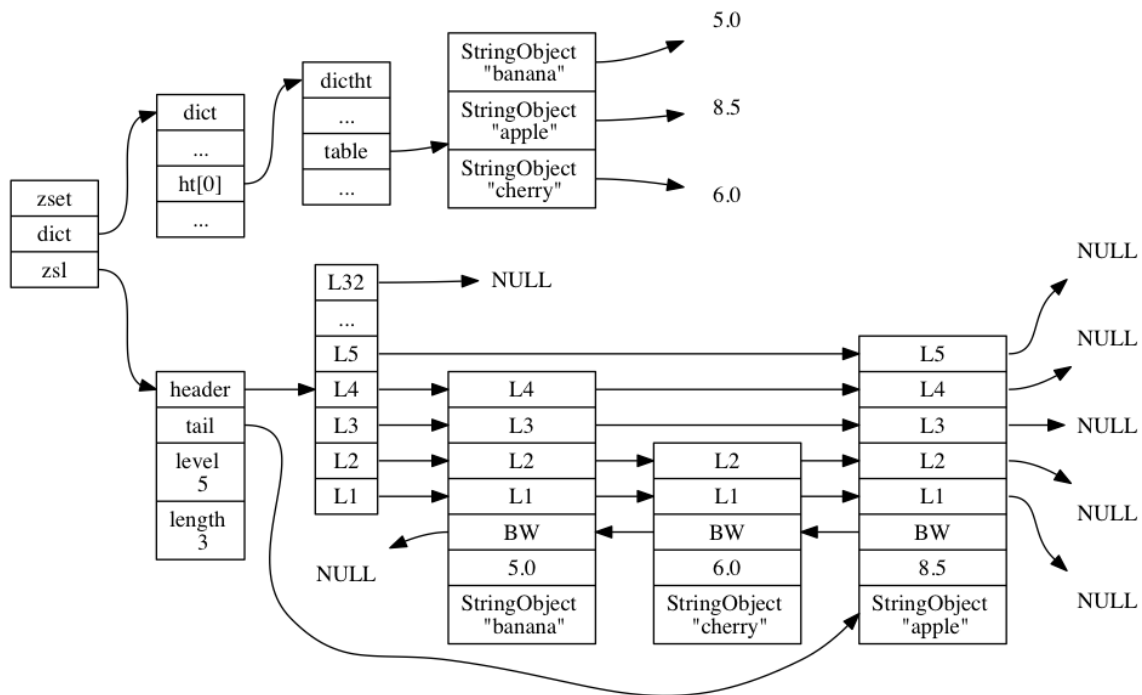 zset
dict
zsl
dict
...
ht[0]
...
dictht
...
table
...
StringObject
"banana"
StringObject
"apple"
StringObject
"cherry"
5.0
8.5
6.0
header
tail
level
5
length
3
L32
...
L5
L4
L3
L2
L1
NULL
NULL
L4
L3
L2
L1
BW
5.0
StringObject
"banana"
L2
L1
BW
6.0
StringObject
"cherry"
L5
L4
L3
L2
L1
BW
8.5
StringObject
"apple"
NULL
NULL
NULL
NULL
NULL